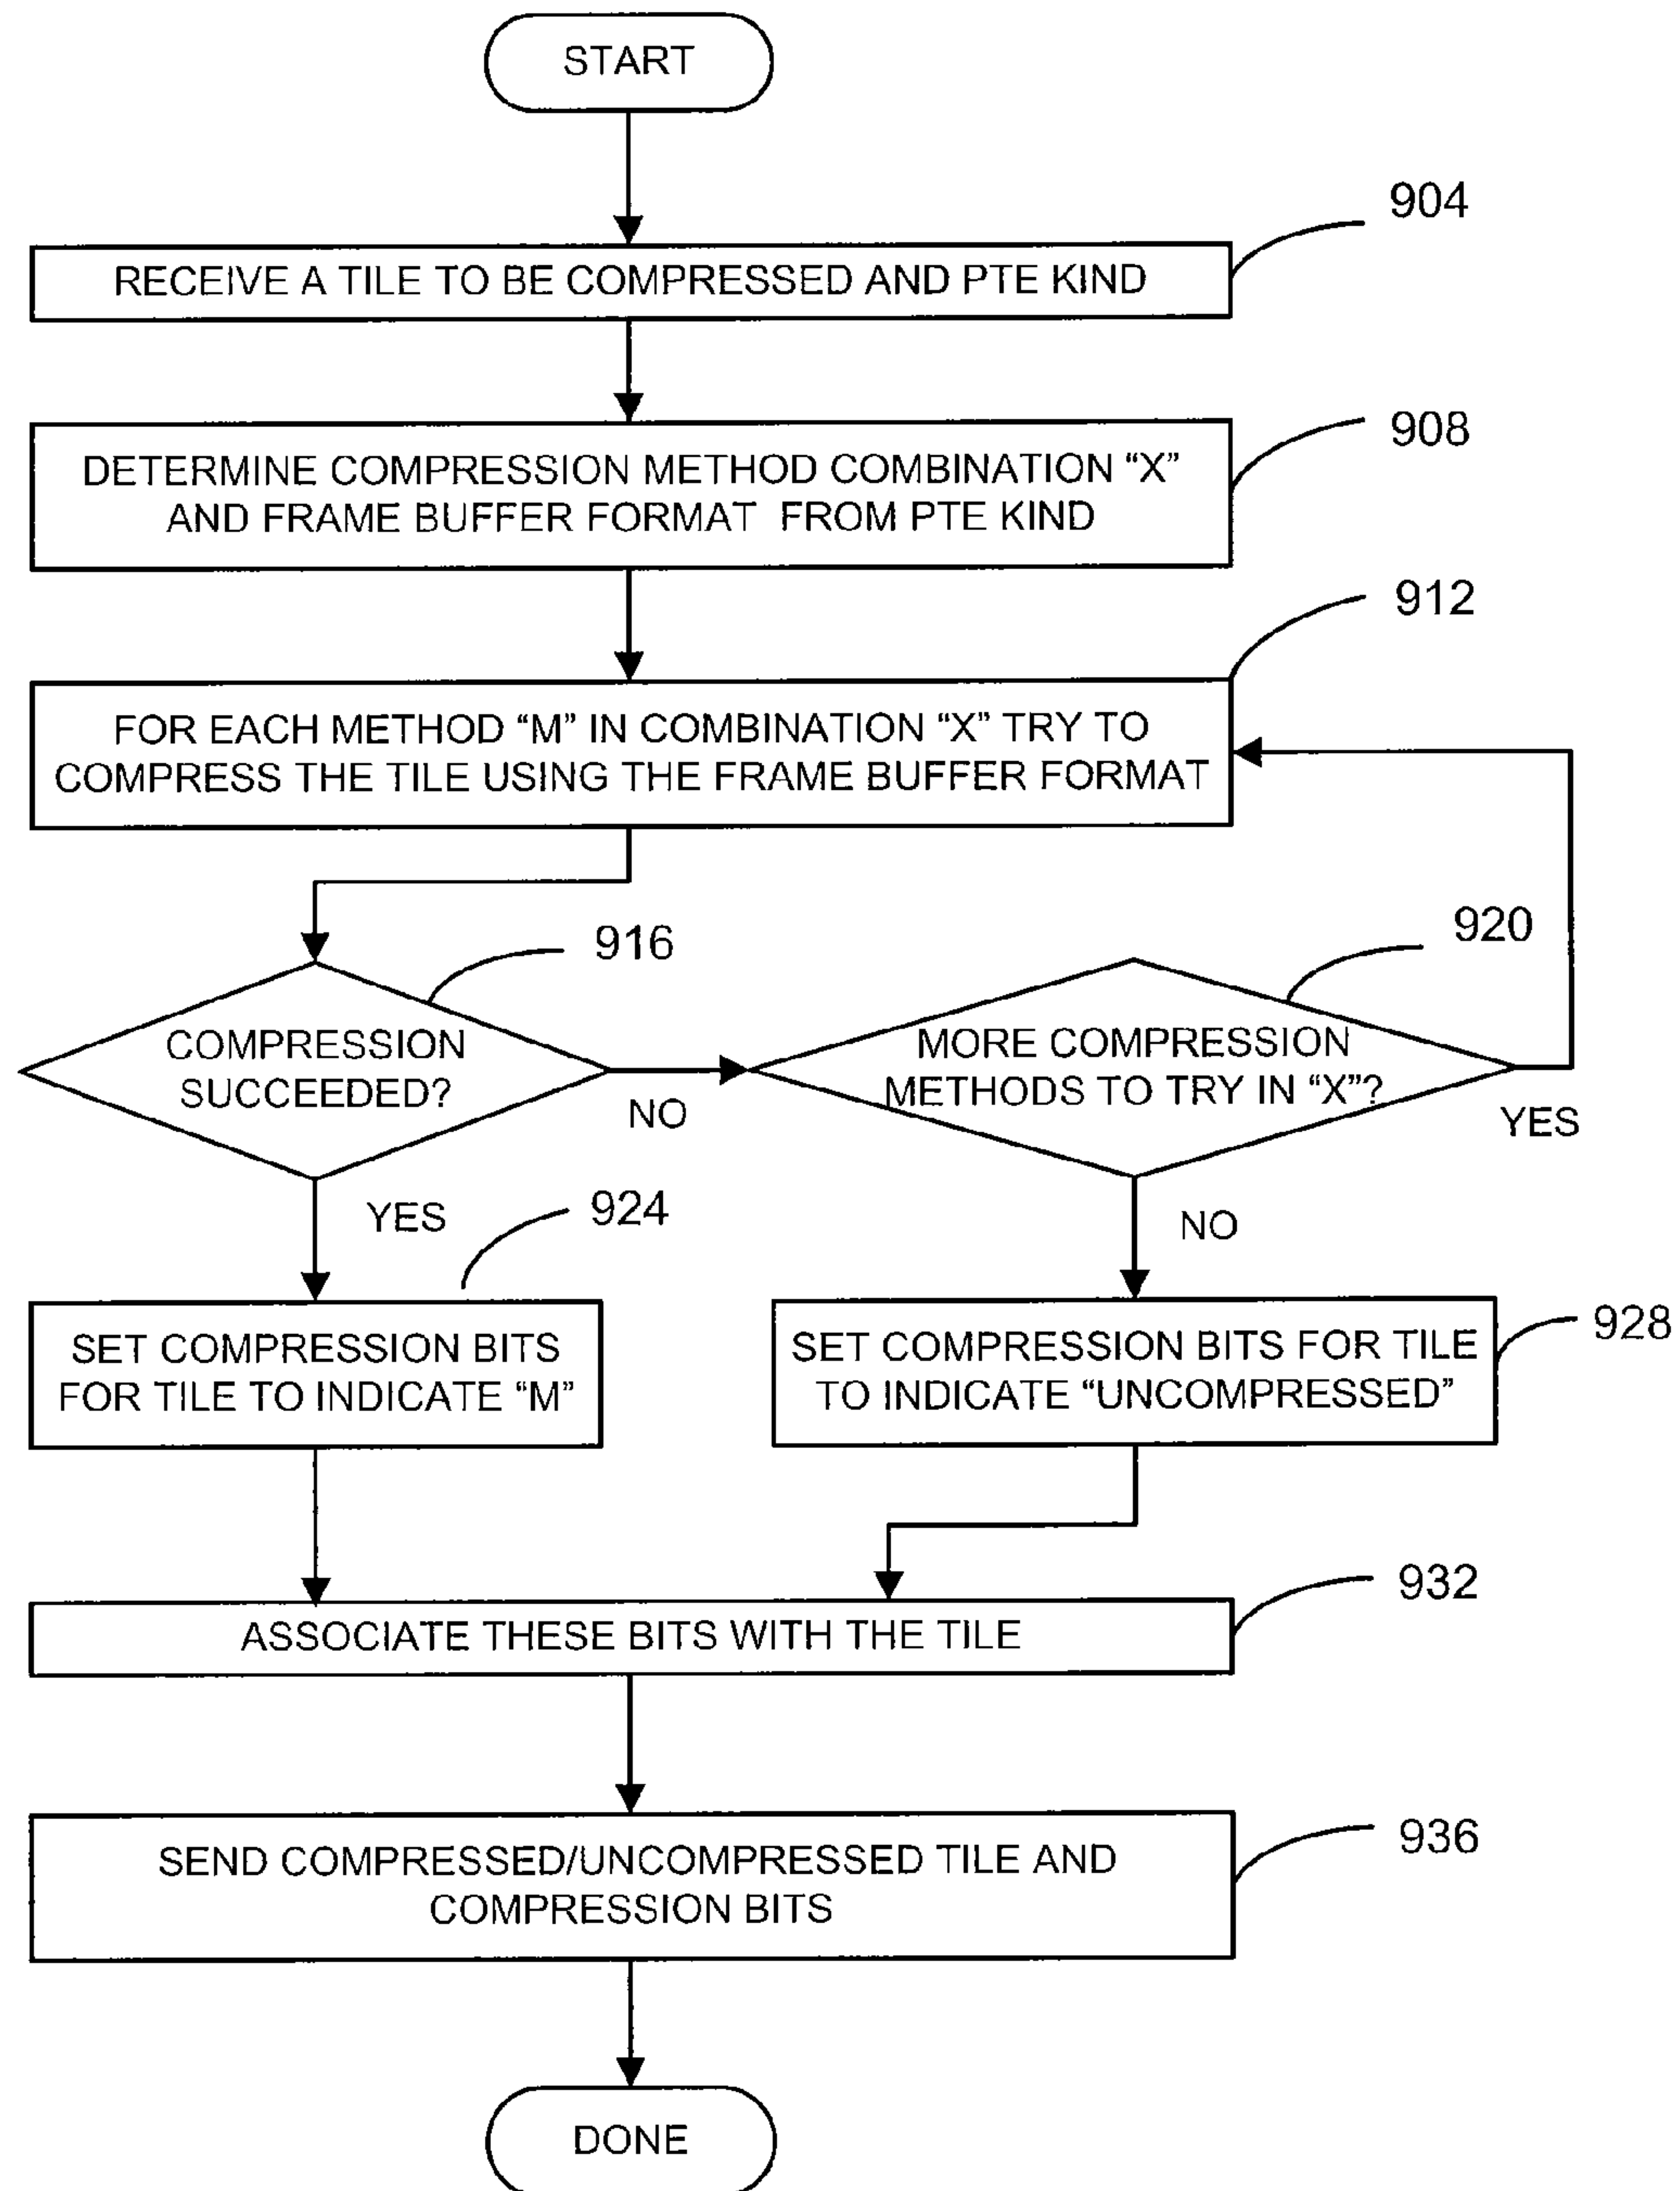 START
904
RECEIVE A TILE TO BE COMPRESSED AND PTE KIND
908
DETERMINE COMPRESSION METHOD COMBINATION “X”
AND FRAME BUFFER FORMAT FROM PTE KIND
912
FOR EACH METHOD “M” IN COMBINATION “X” TRY TO
COMPRESS THE TILE USING THE FRAME BUFFER FORMAT
916
920
COMPRESSION
SUCCEEDED?
NO
MORE COMPRESSION
METHODS TO TRY IN “X”?
YES
YES
924
NO
SET COMPRESSION BITS
FOR TILE TO INDICATE “M”
928
SET COMPRESSION BITS FOR TILE
TO INDICATE “UNCOMPRESSED”
932
ASSOCIATE THESE BITS WITH THE TILE
936
SEND COMPRESSED/UNCOMPRESSED TILE AND
COMPRESSION BITS
DONE